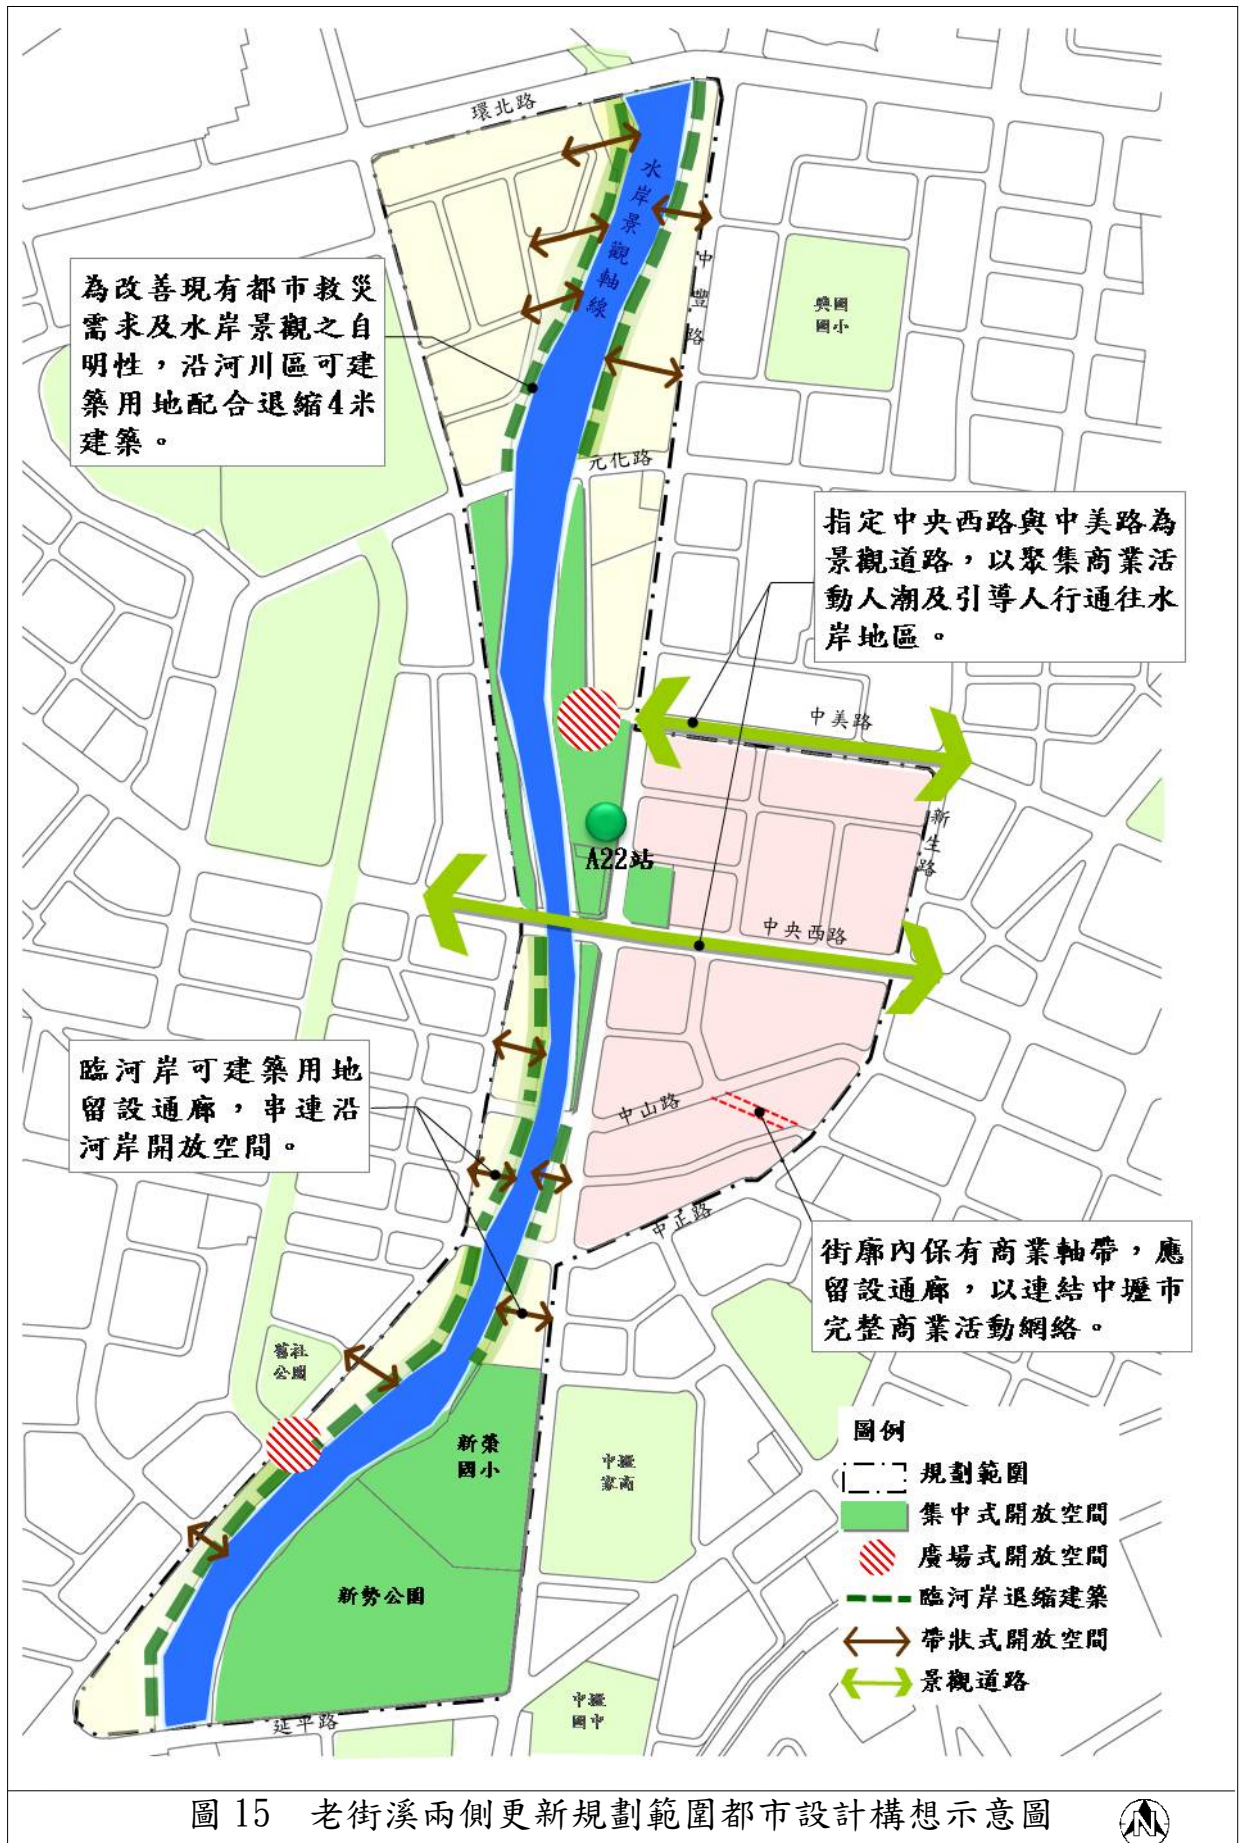 環北路
水岸景觀軸線
中豐路
興國
國小
為改善現有都市救災
需求及水岸景觀之自
明性，沿河川區可建
築用地配合退縮4米
建築。
元化路
指定中央西路與中美路為
景觀道路，以聚集商業活
動人潮及引導人行通往水
岸地區。
中美路
新生路
A22站
中央西路
臨河岸可建築用地
留設通廊，串連沿
河岸開放空間。
中山路
中正路
街廓內保有商業軸帶，應
留設通廊，以連結中壢市
完整商業活動網絡。
舊社
公園
新榮
國小
中壢
家商
新勢公園
中壢
國中
延平路
圖例
規劃範圍
集中式開放空間
廣場式開放空間
臨河岸退縮建築
帶狀式開放空間
景觀道路
圖 15 老街溪兩側更新規劃範圍都市設計構想示意圖
N